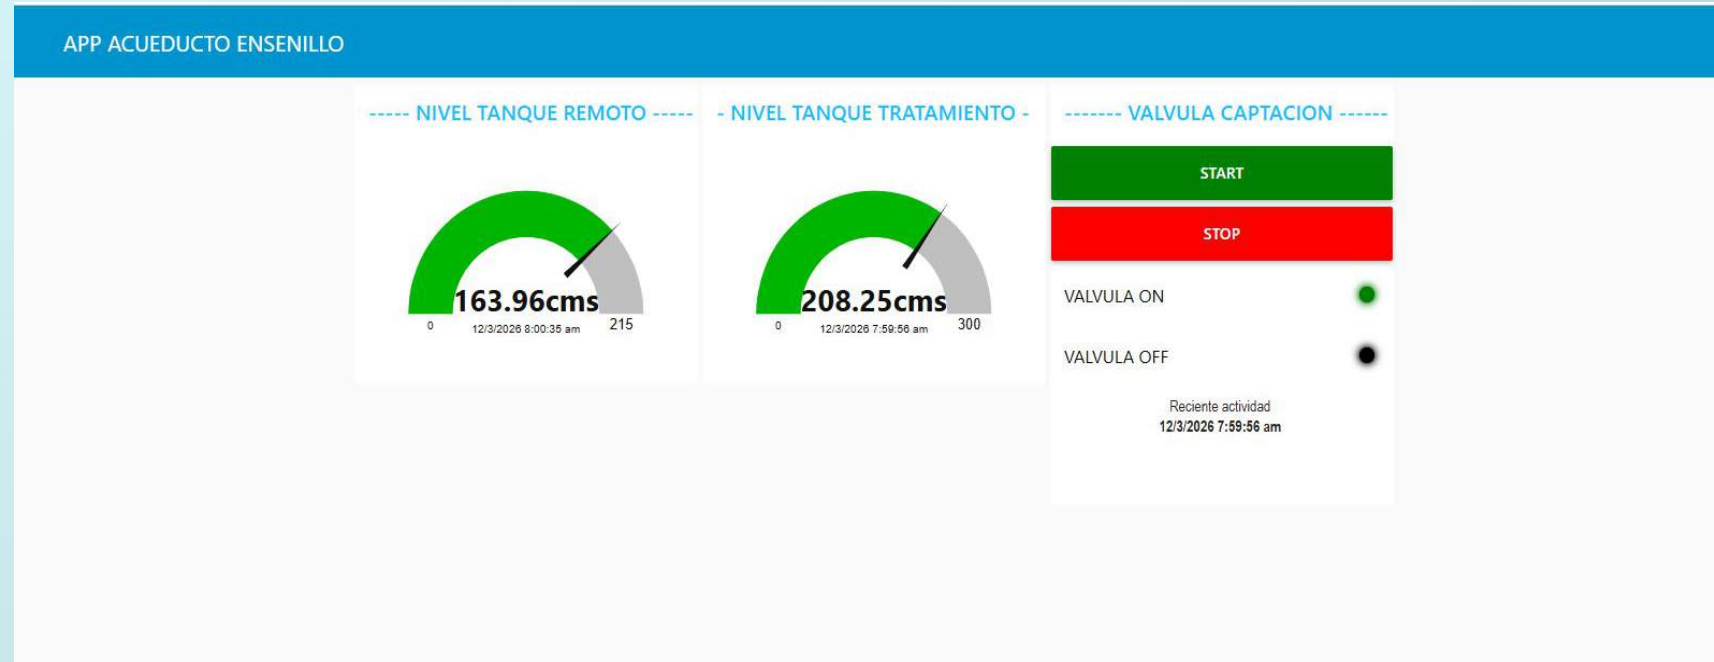 APP ACUEDUCTO ENSENILLO
----- NIVEL TANQUE REMOTO -----
163.96cms
0
12/3/2026 8:00:35 am
215
- NIVEL TANQUE TRATAMIENTO -
208.25cms
0
12/3/2026 7:59:56 am
300
------- VALVULA CAPTACION ------
START
STOP
VALVULA ON
VALVULA OFF
Reciente actividad
12/3/2026 7:59:56 am